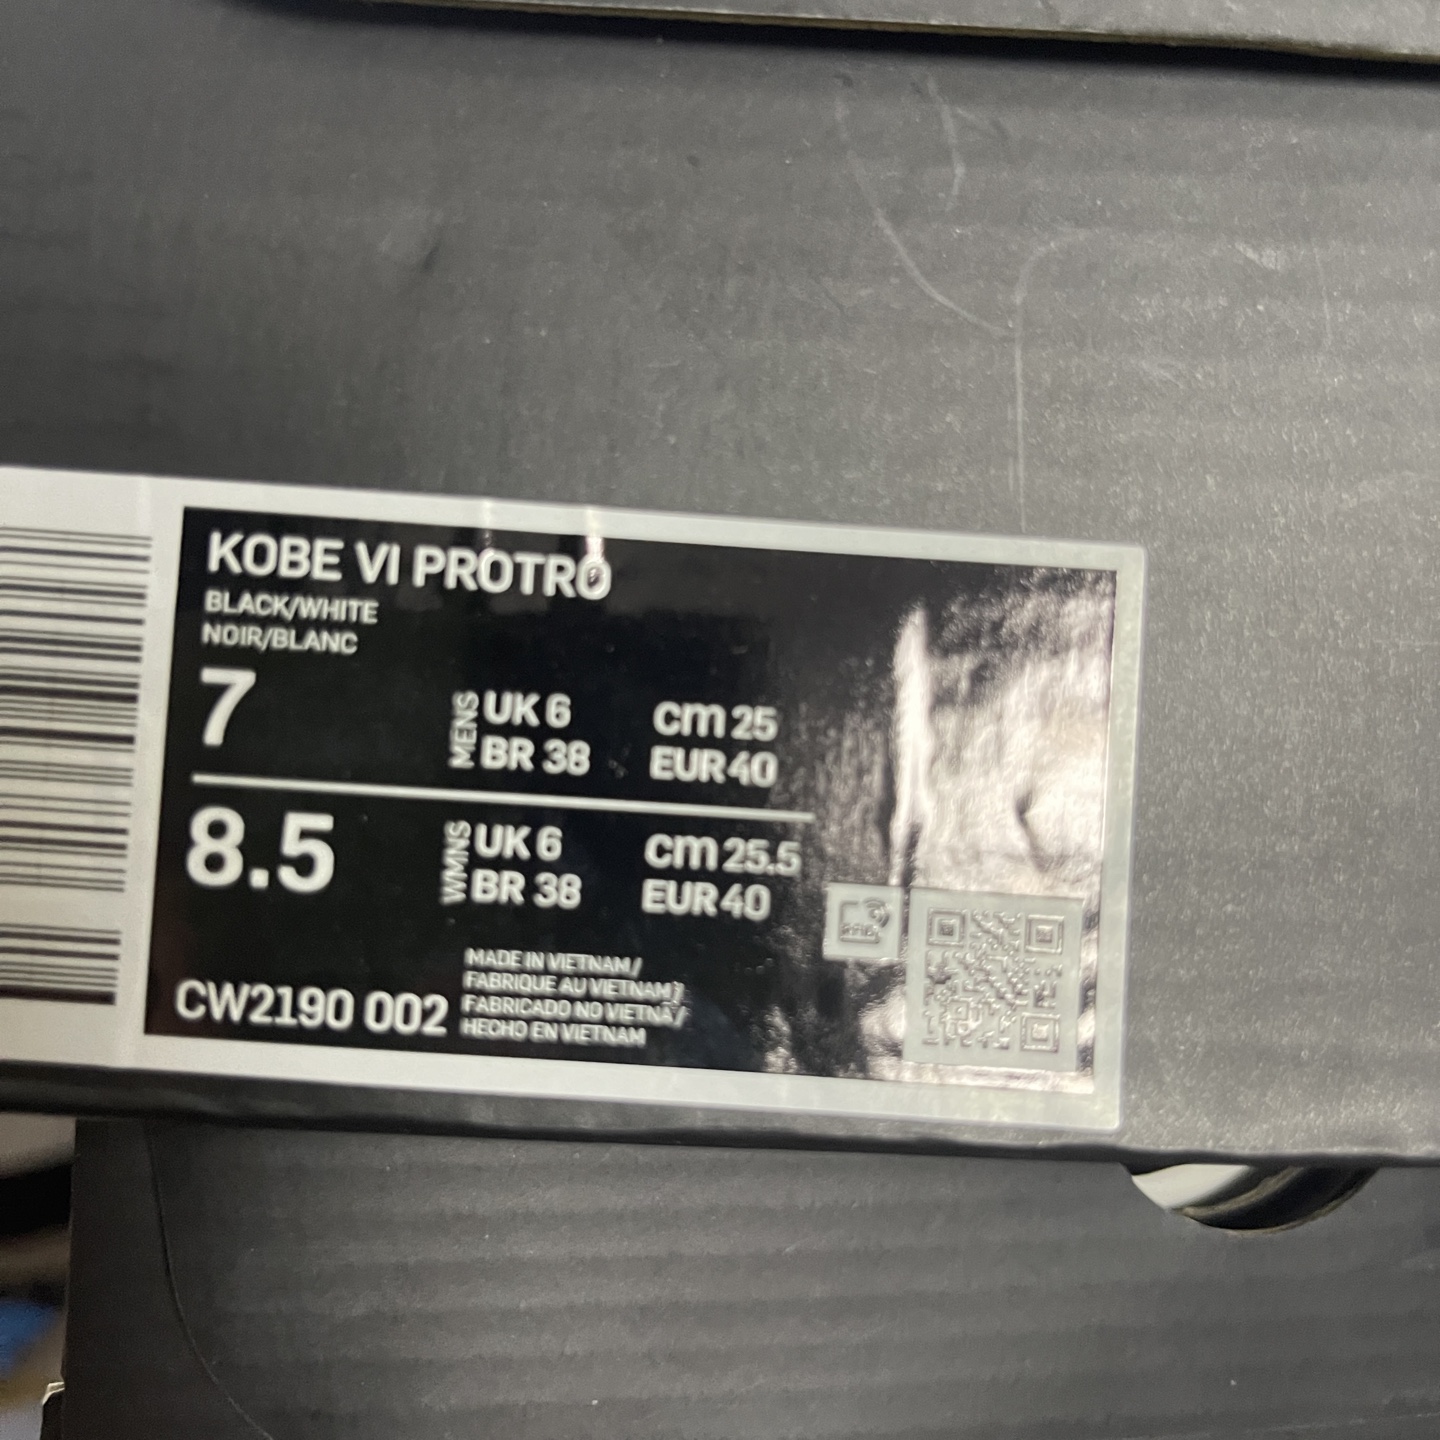 KOBE VI PROTRO
BLACK/WHITE
NOIR/BLANC
7
MENS
UK 6
cm 25
BR 38
EUR 40
8.5
WMNS
UK 6
cm 25.5
BR 38
EUR 40
CW2190 002
MADE IN VIETNAM/
FABRIQUE AU VIETNAM/
FABRICADO NO VIETNÃ/
HECHO EN VIETNAM